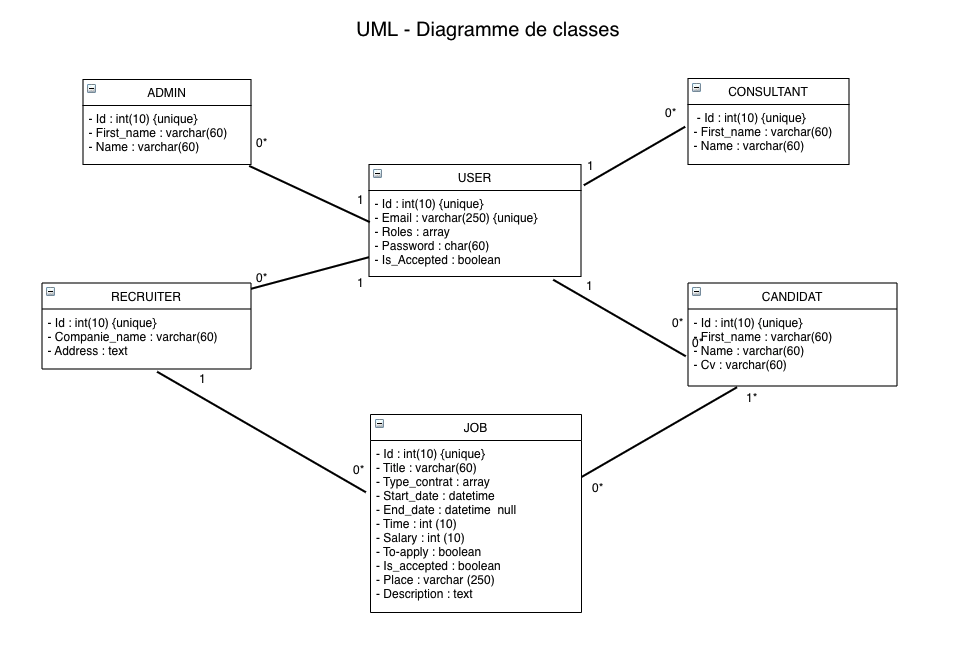 UML - Diagramme de classes
ADMIN
- Id : int(10) {unique}
- First_name : varchar(60)
- Name : varchar(60)
0*
1
CONSULTANT
- Id : int(10) {unique}
- First_name : varchar(60)
- Name : varchar(60)
0*
1
USER
- Id : int(10) {unique}
- Email : varchar(250) {unique}
- Roles : array
- Password : char(60)
- Is_Accepted : boolean
0*
1
RECRUITER
- Id : int(10) {unique}
- Companie_name : varchar(60)
- Address : text
1
0*
1
0*
0*
CANDIDAT
- Id : int(10) {unique}
- First_name : varchar(60)
- Name : varchar(60)
- Cv : varchar(60)
1*
0*
JOB
- Id : int(10) {unique}
- Title : varchar(60)
- Type_contrat : array
- Start_date : datetime
- End_date : datetime  null
- Time : int (10)
- Salary : int (10)
- To-apply : boolean
- Is_accepted : boolean
- Place : varchar (250)
- Description : text